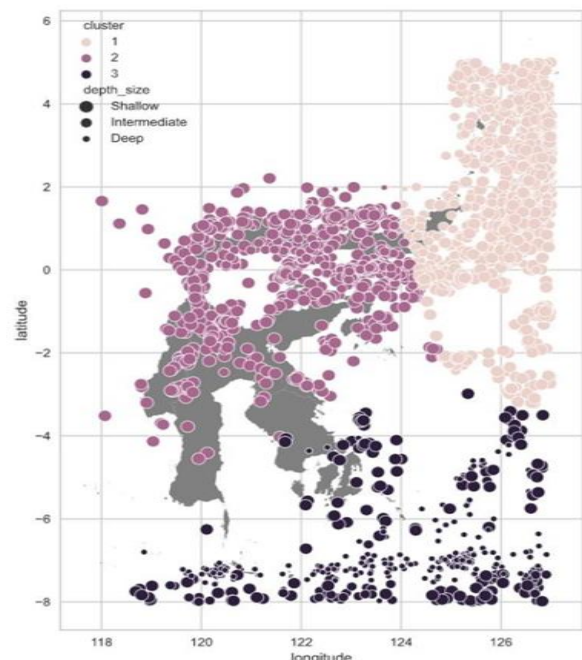 cluster
1
2
3
depth_size
Shallow
Intermediate
Deep
6
4
2
0
−2
−4
−6
−8
latitude
118 120 122 124 126
longitude